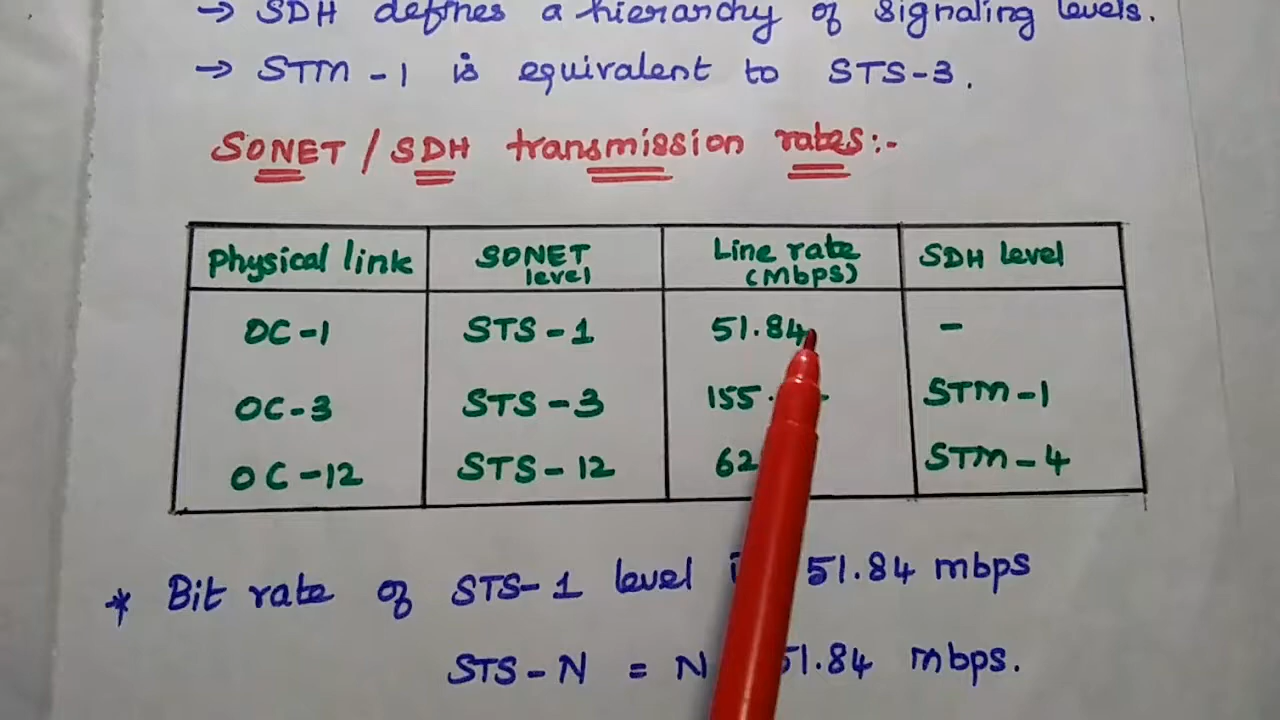 → SDH defines a hierarchy of signaling levels.
→ STM-1 is equivalent to STS-3.
SONET / SDH transmission rates:-
Physical link SONET level Line rate (Mbps) SDH level
OC-1 STS-1 51.84 -
OC-3 STS-3 155. STM-1
OC-12 STS-12 62 STM-4
* Bit rate of STS-1 level 51.84 mbps
STS-N = N 51.84 mbps.